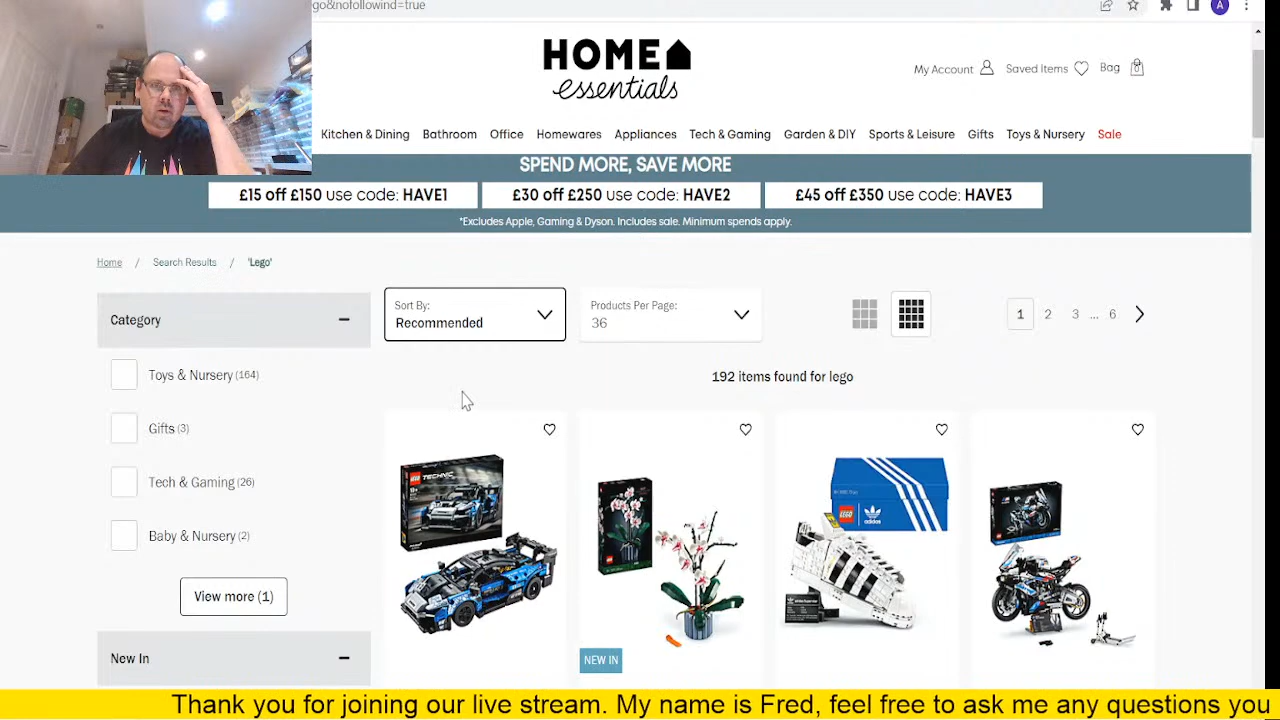 go&nofollowind=true
A
HOME
essentials
My Account
Saved Items
Bag
0
Kitchen & Dining
Bathroom
Office
Homewares
Appliances
Tech & Gaming
Garden & DIY
Sports & Leisure
Gifts
Toys & Nursery
Sale
SPEND MORE, SAVE MORE
£15 off £150 use code: HAVE1
£30 off £250 use code: HAVE2
£45 off £350 use code: HAVE3
*Excludes Apple, Gaming & Dyson. Includes sale. Minimum spends apply.
Home / Search Results / 'Lego'
Category
Sort By:
Recommended
Products Per Page:
36
1 2 3 ... 6
Toys & Nursery (164)
192 items found for lego
Gifts (3)
Tech & Gaming (26)
Baby & Nursery (2)
View more (1)
New In
LEGO TECHNIC
LEGO
adidas
NEW IN
Thank you for joining our live stream. My name is Fred, feel free to ask me any questions you